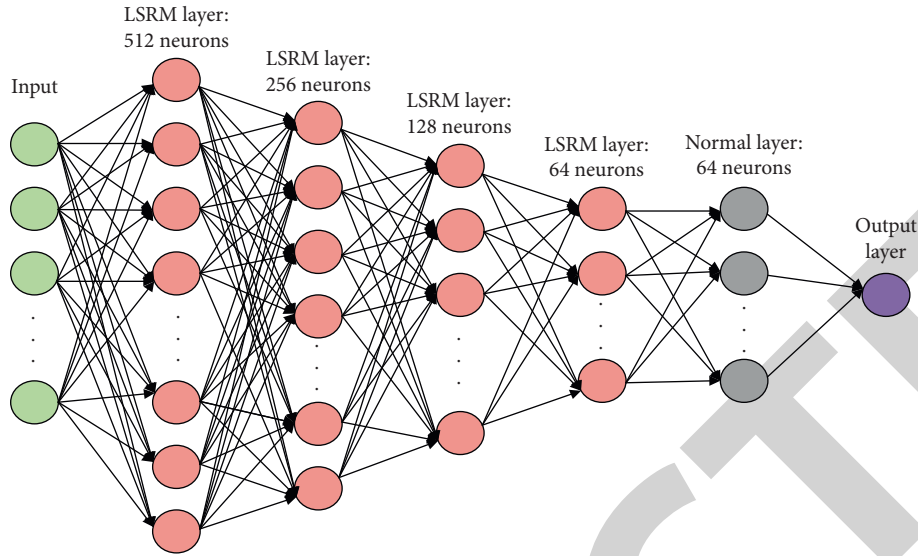 LSRM layer:
512 neurons
LSRM layer:
256 neurons
Input
LSRM layer:
128 neurons
LSRM layer:
64 neurons
Normal layer:
64 neurons
Output
layer